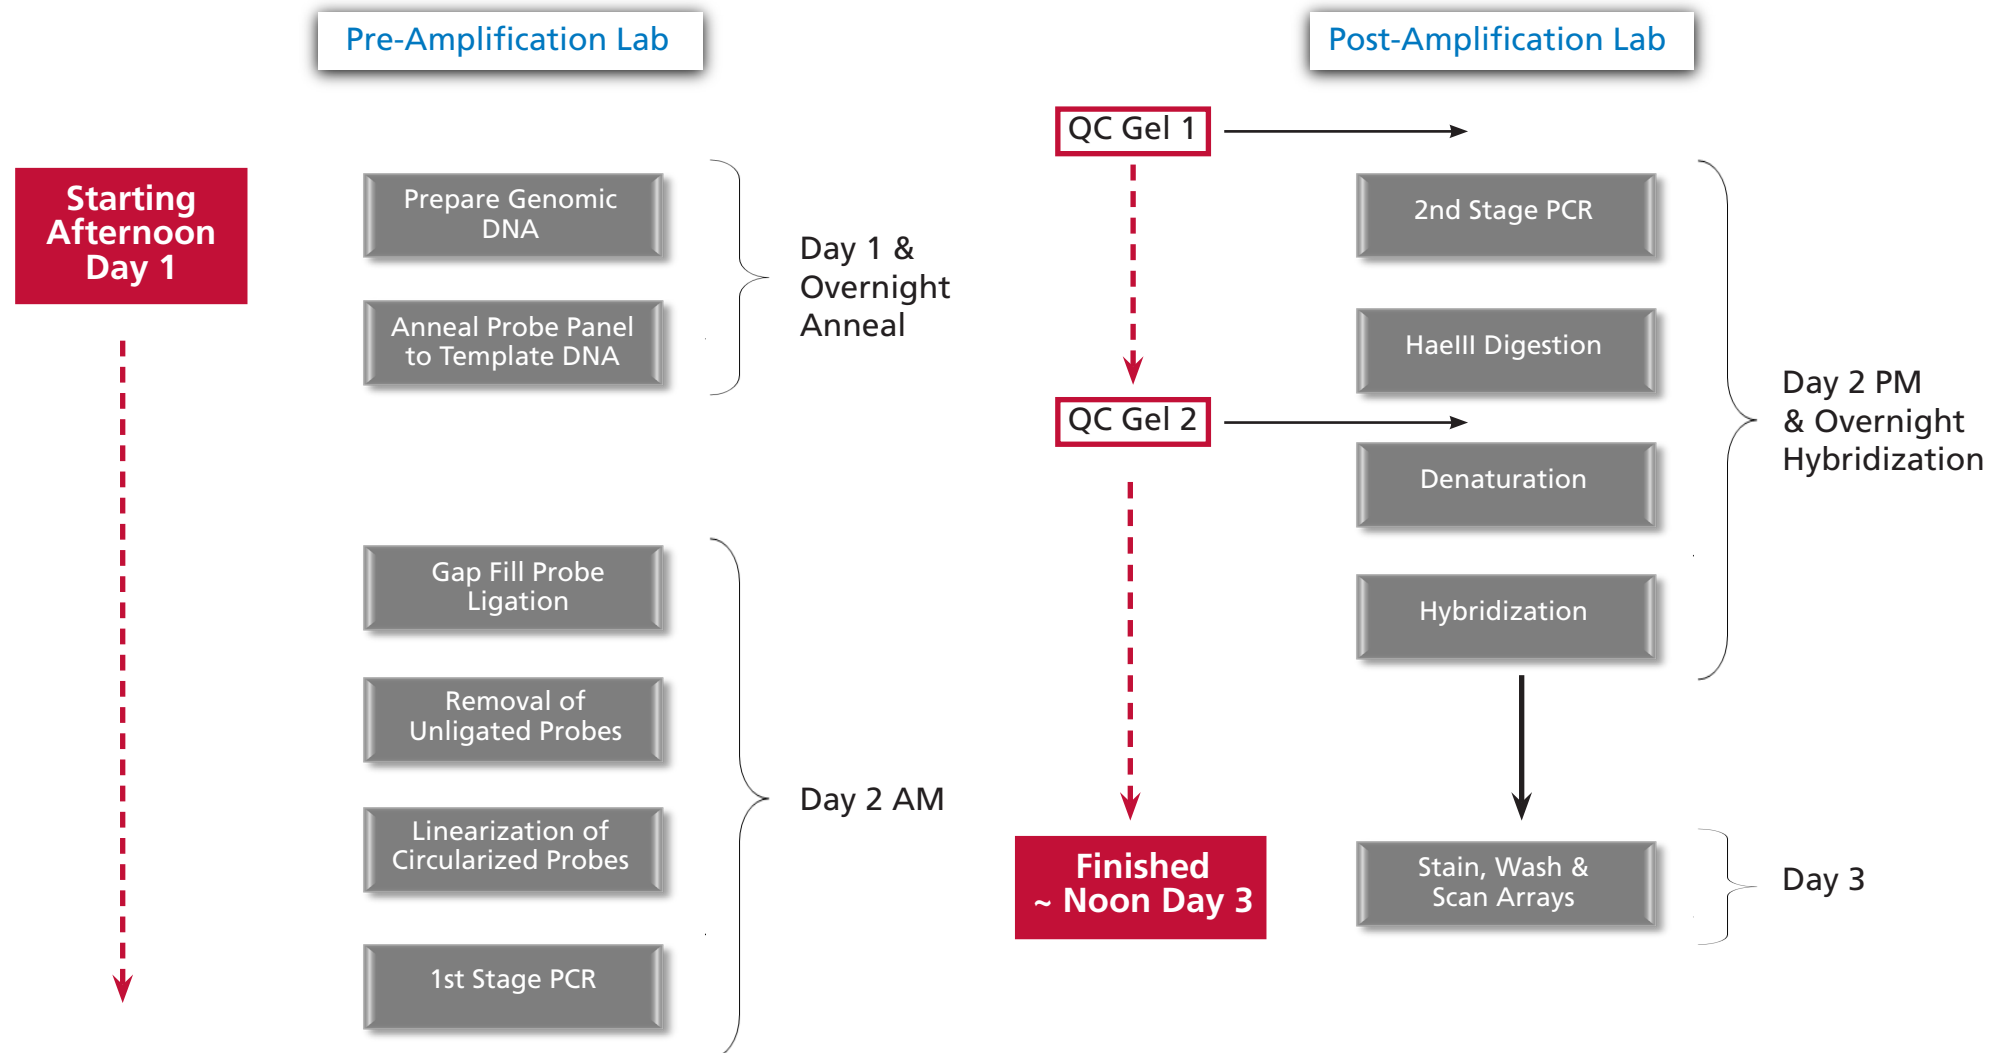 Pre-Amplification Lab
Starting
Afternoon
Day 1
Prepare Genomic
DNA
Anneal Probe Panel
to Template DNA
Day 1 &
Overnight
Anneal
Gap Fill Probe
Ligation
Removal of
Unligated Probes
Linearization of
Circularized Probes
1st Stage PCR
Day 2 AM
Post-Amplification Lab
QC Gel 1
2nd Stage PCR
HaeIII Digestion
QC Gel 2
Denaturation
Hybridization
Day 2 PM
& Overnight
Hybridization
Finished
~ Noon Day 3
Stain, Wash &
Scan Arrays
Day 3